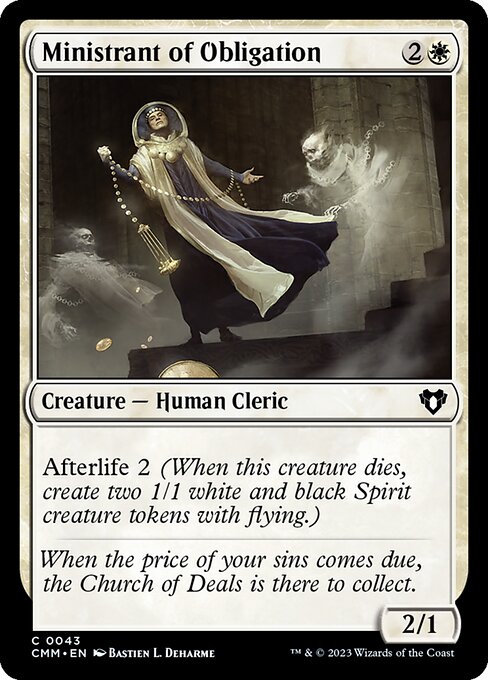 Ministrant of Obligation 2
Creature — Human Cleric
Afterlife 2 (When this creature dies,
create two 1/1 white and black Spirit
creature tokens with flying.)
When the price of your sins comes due,
the Church of Deals is there to collect.
2/1
C 0043
CMM • EN Bastien L. Deharme
™ & © 2023 Wizards of the Coast